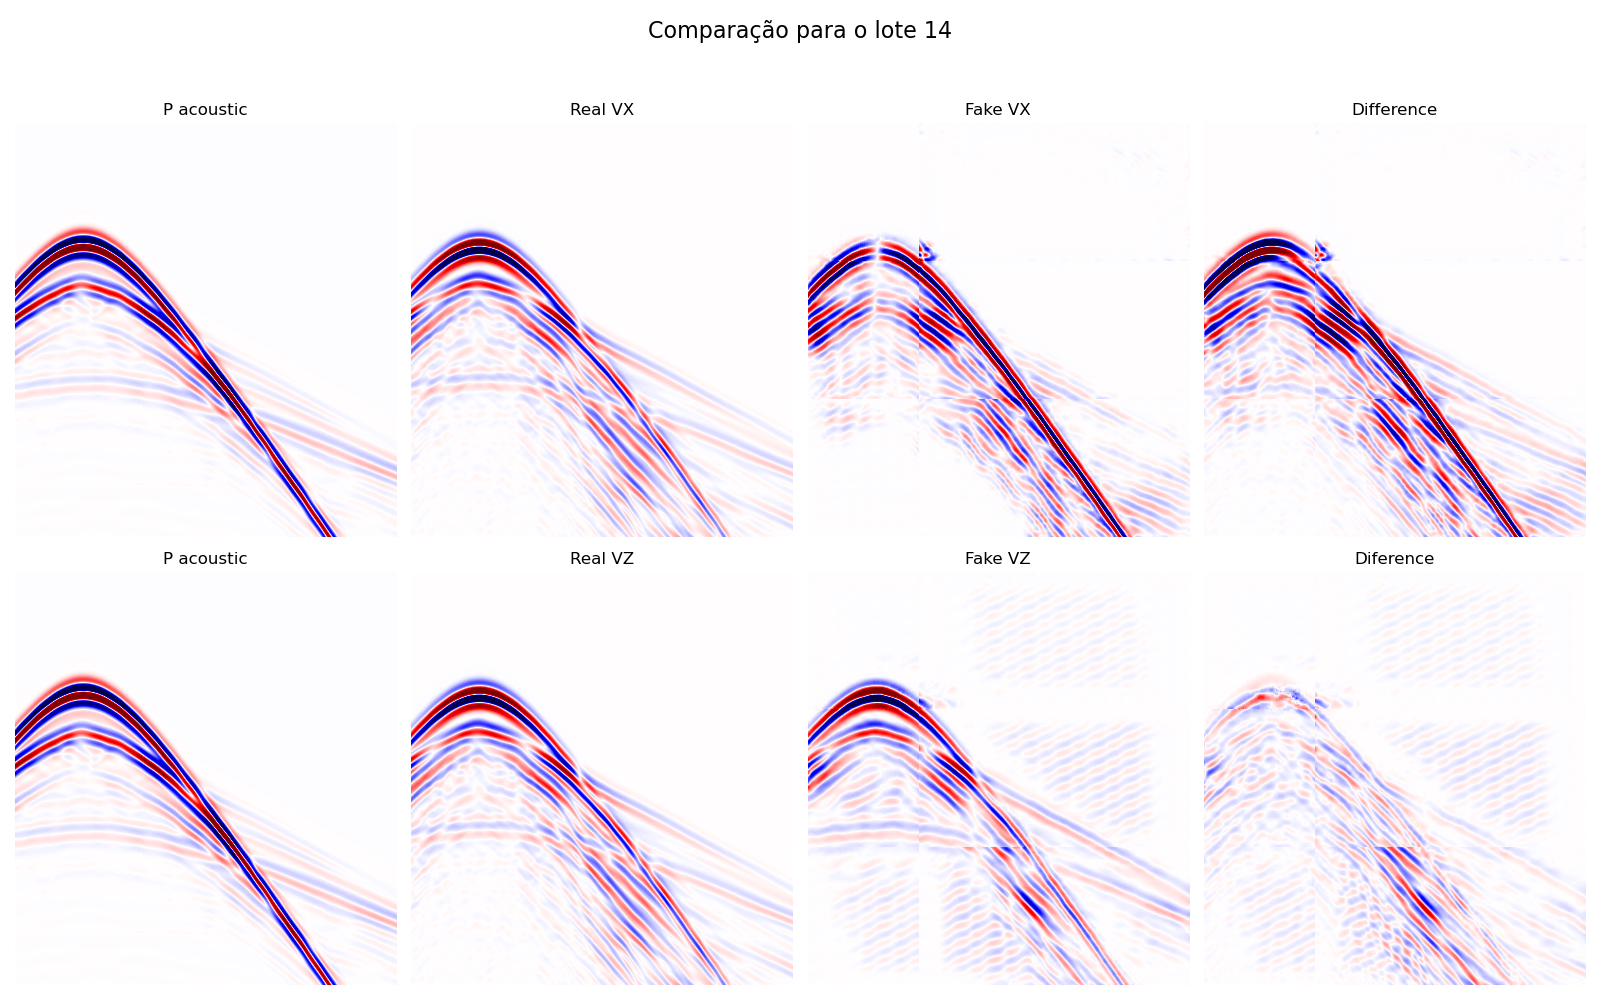 Comparação para o lote 14
P acoustic
Real VX
Fake VX
Difference
P acoustic
Real VZ
Fake VZ
Diference